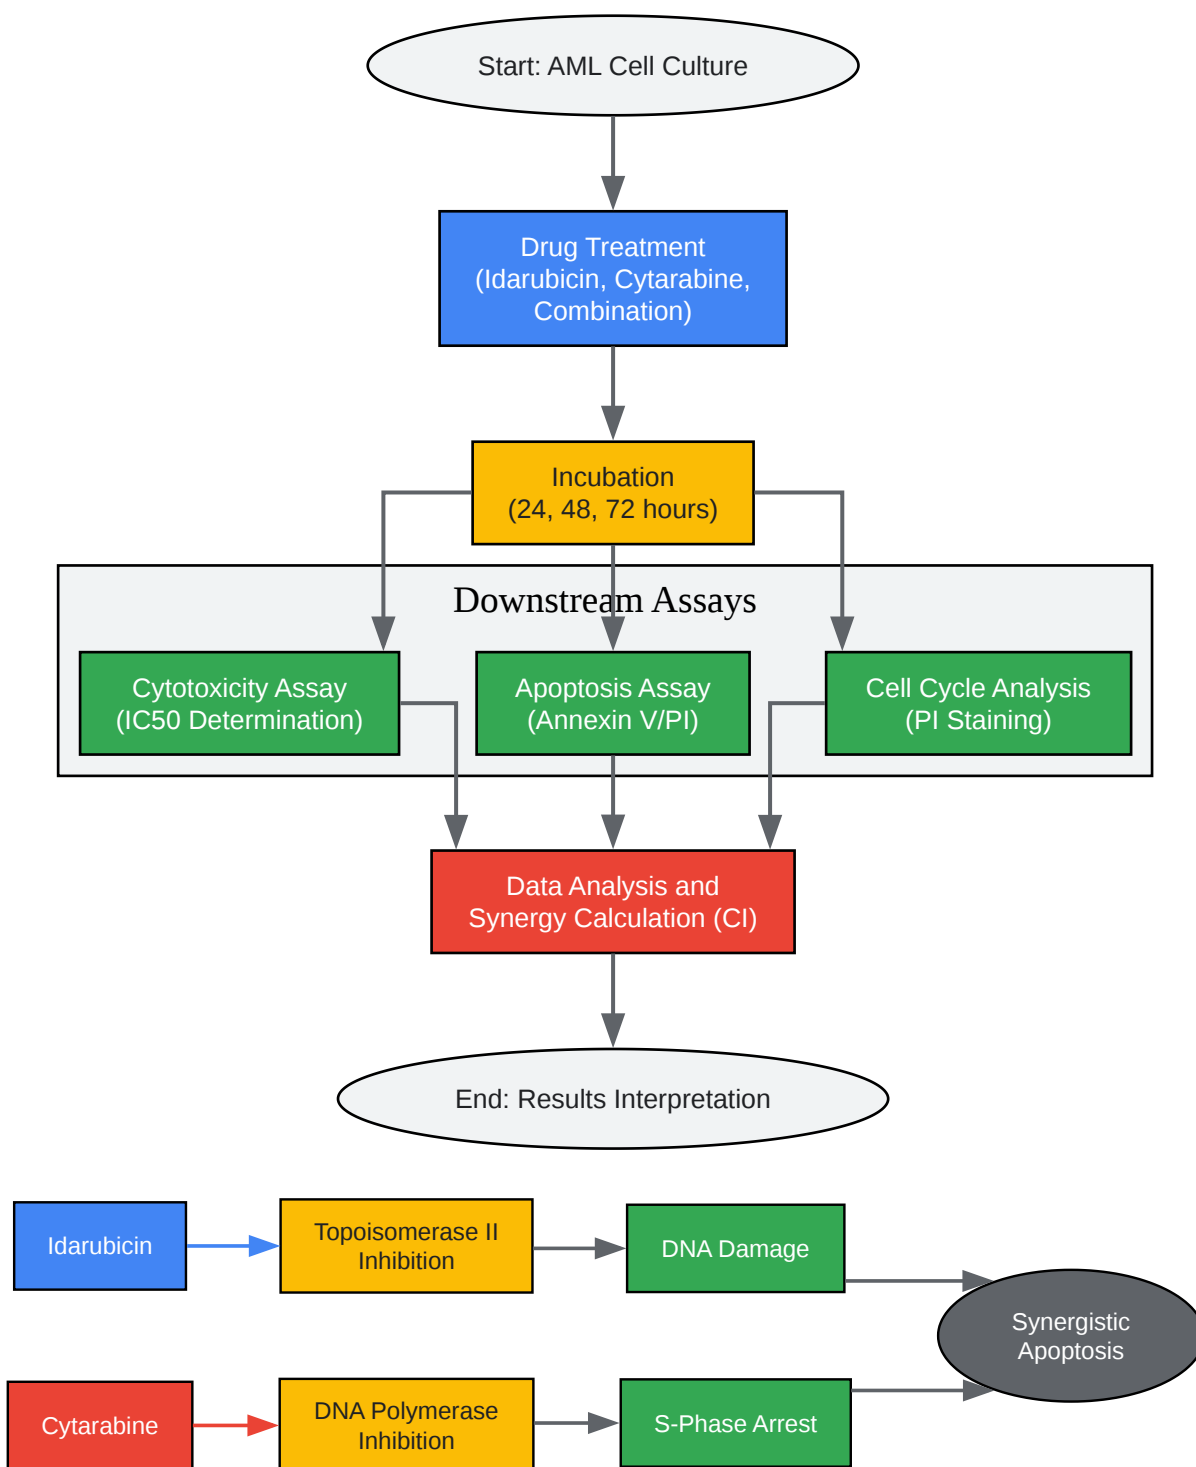 Start: AML Cell Culture
Drug Treatment
(Idarubicin, Cytarabine,
Combination)
Incubation
(24, 48, 72 hours)
Downstream Assays
Cytotoxicity Assay
(IC50 Determination)
Apoptosis Assay
(Annexin V/PI)
Cell Cycle Analysis
(PI Staining)
Data Analysis and
Synergy Calculation (CI)
End: Results Interpretation
Idarubicin
Topoisomerase II
Inhibition
DNA Damage
Synergistic
Apoptosis
Cytarabine
DNA Polymerase
Inhibition
S-Phase Arrest